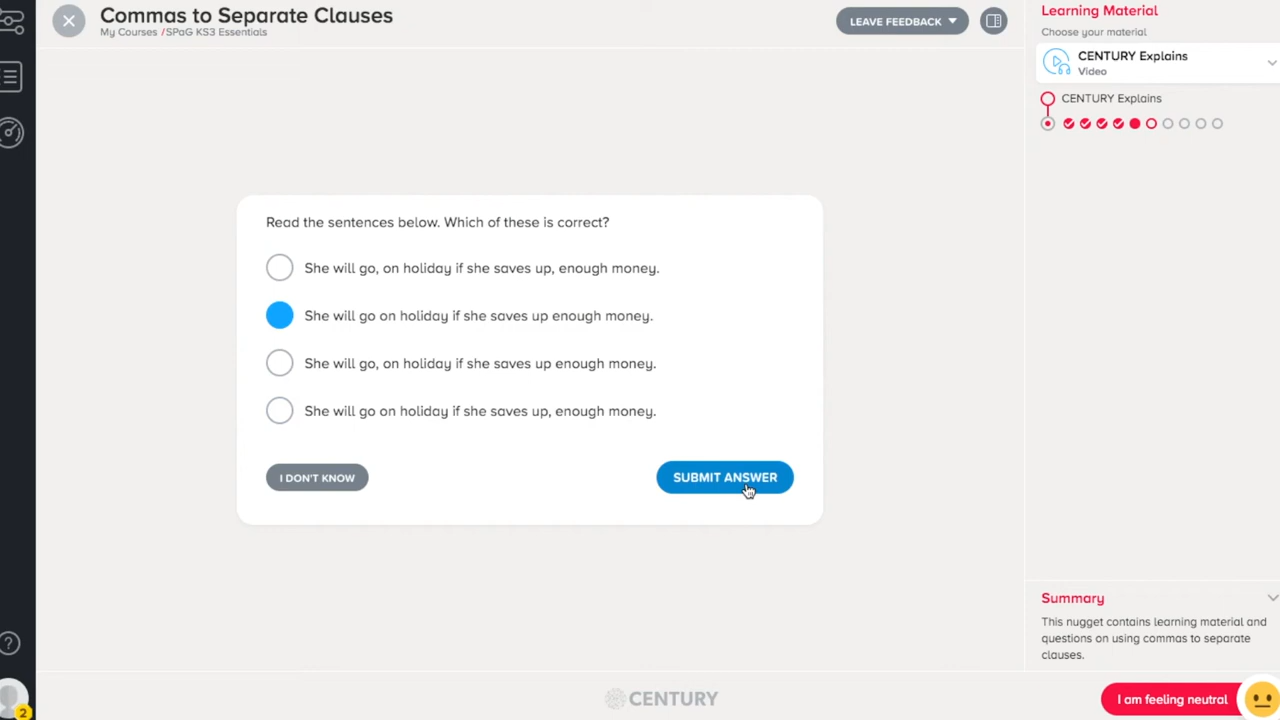 Commas to Separate Clauses
My Courses /SPaG KS3 Essentials
LEAVE FEEDBACK
Read the sentences below. Which of these is correct?
She will go, on holiday if she saves up, enough money.
She will go on holiday if she saves up enough money.
She will go, on holiday if she saves up enough money.
She will go on holiday if she saves up, enough money.
I DON'T KNOW
SUBMIT ANSWER
Learning Material
Choose your material
CENTURY Explains
Video
CENTURY Explains
Summary
This nugget contains learning material and
questions on using commas to separate
clauses.
?
2
CENTURY
I am feeling neutral